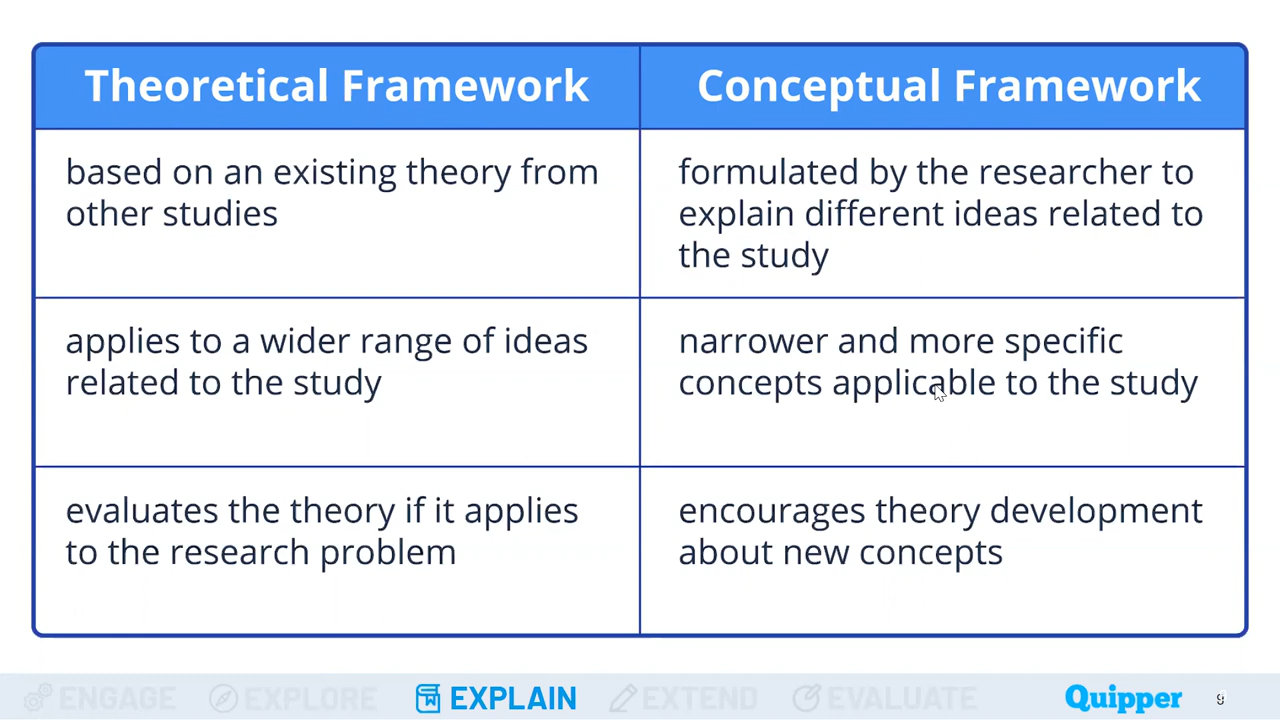 Theoretical Framework
Conceptual Framework
based on an existing theory from
other studies
formulated by the researcher to
explain different ideas related to
the study
applies to a wider range of ideas
related to the study
narrower and more specific
concepts applicable to the study
evaluates the theory if it applies
to the research problem
encourages theory development
about new concepts
ENGAGE
EXPLORE
EXPLAIN
EXTEND
EVALUATE
Quipper
9